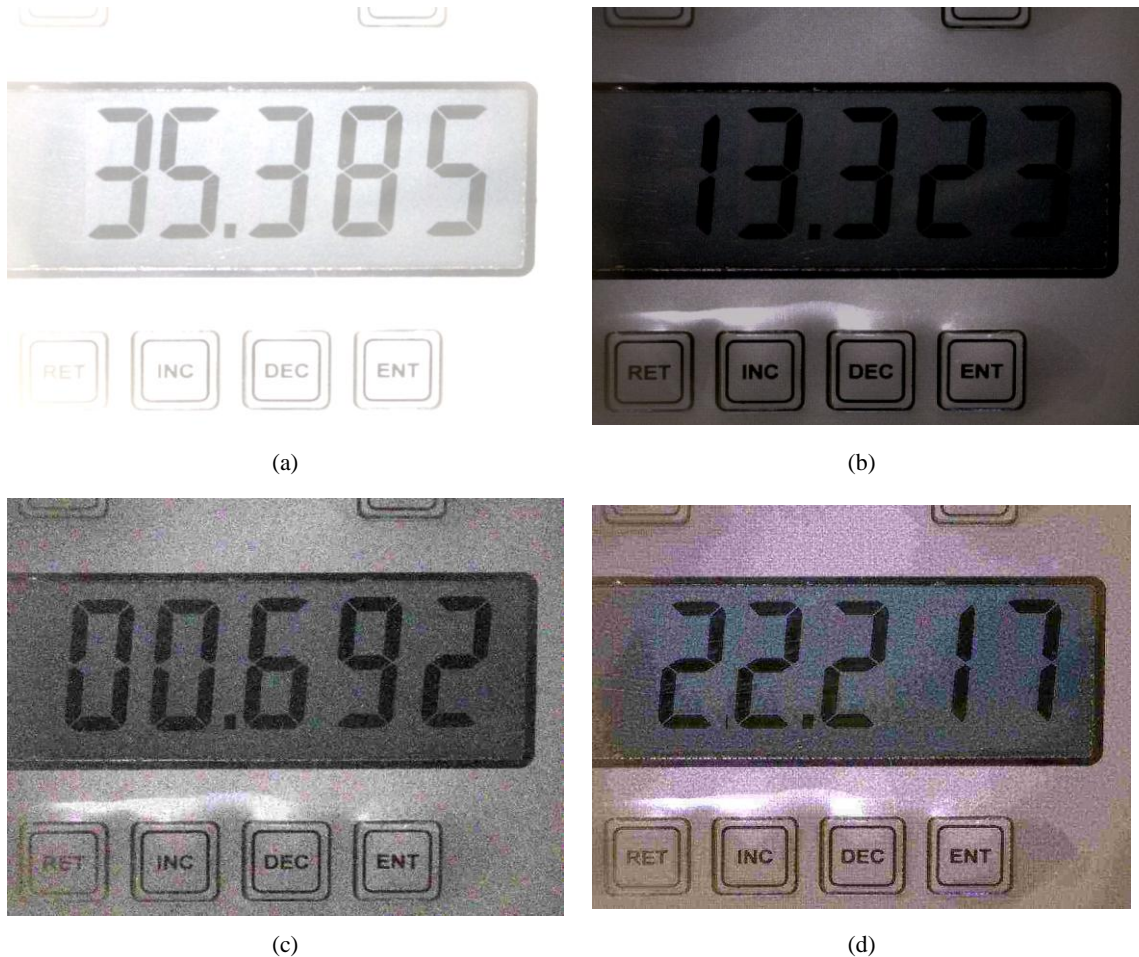 35.385
RET INC DEC ENT
(a)
13.323
RET INC DEC ENT
(b)
00.692
RET INC DEC ENT
(c)
22.217
RET INC DEC ENT
(d)